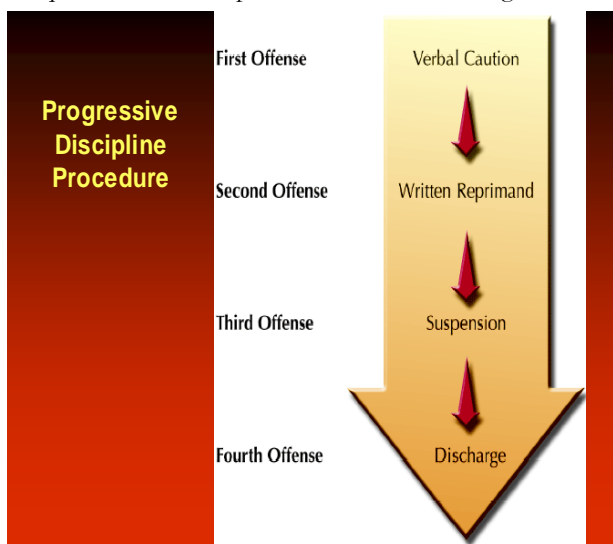 Progressive
Discipline
Procedure
First Offense Verbal Caution
Second Offense Written Reprimand
Third Offense Suspension
Fourth Offense Discharge